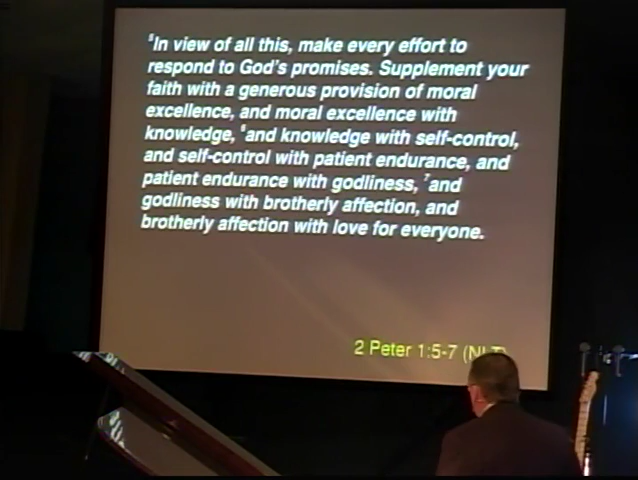 ⁵In view of all this, make every effort to
respond to God's promises. Supplement your
faith with a generous provision of moral
excellence, and moral excellence with
knowledge, ⁶and knowledge with self-control,
and self-control with patient endurance, and
patient endurance with godliness, ⁷and
godliness with brotherly affection, and
brotherly affection with love for everyone.
2 Peter 1:5-7 (NLT)